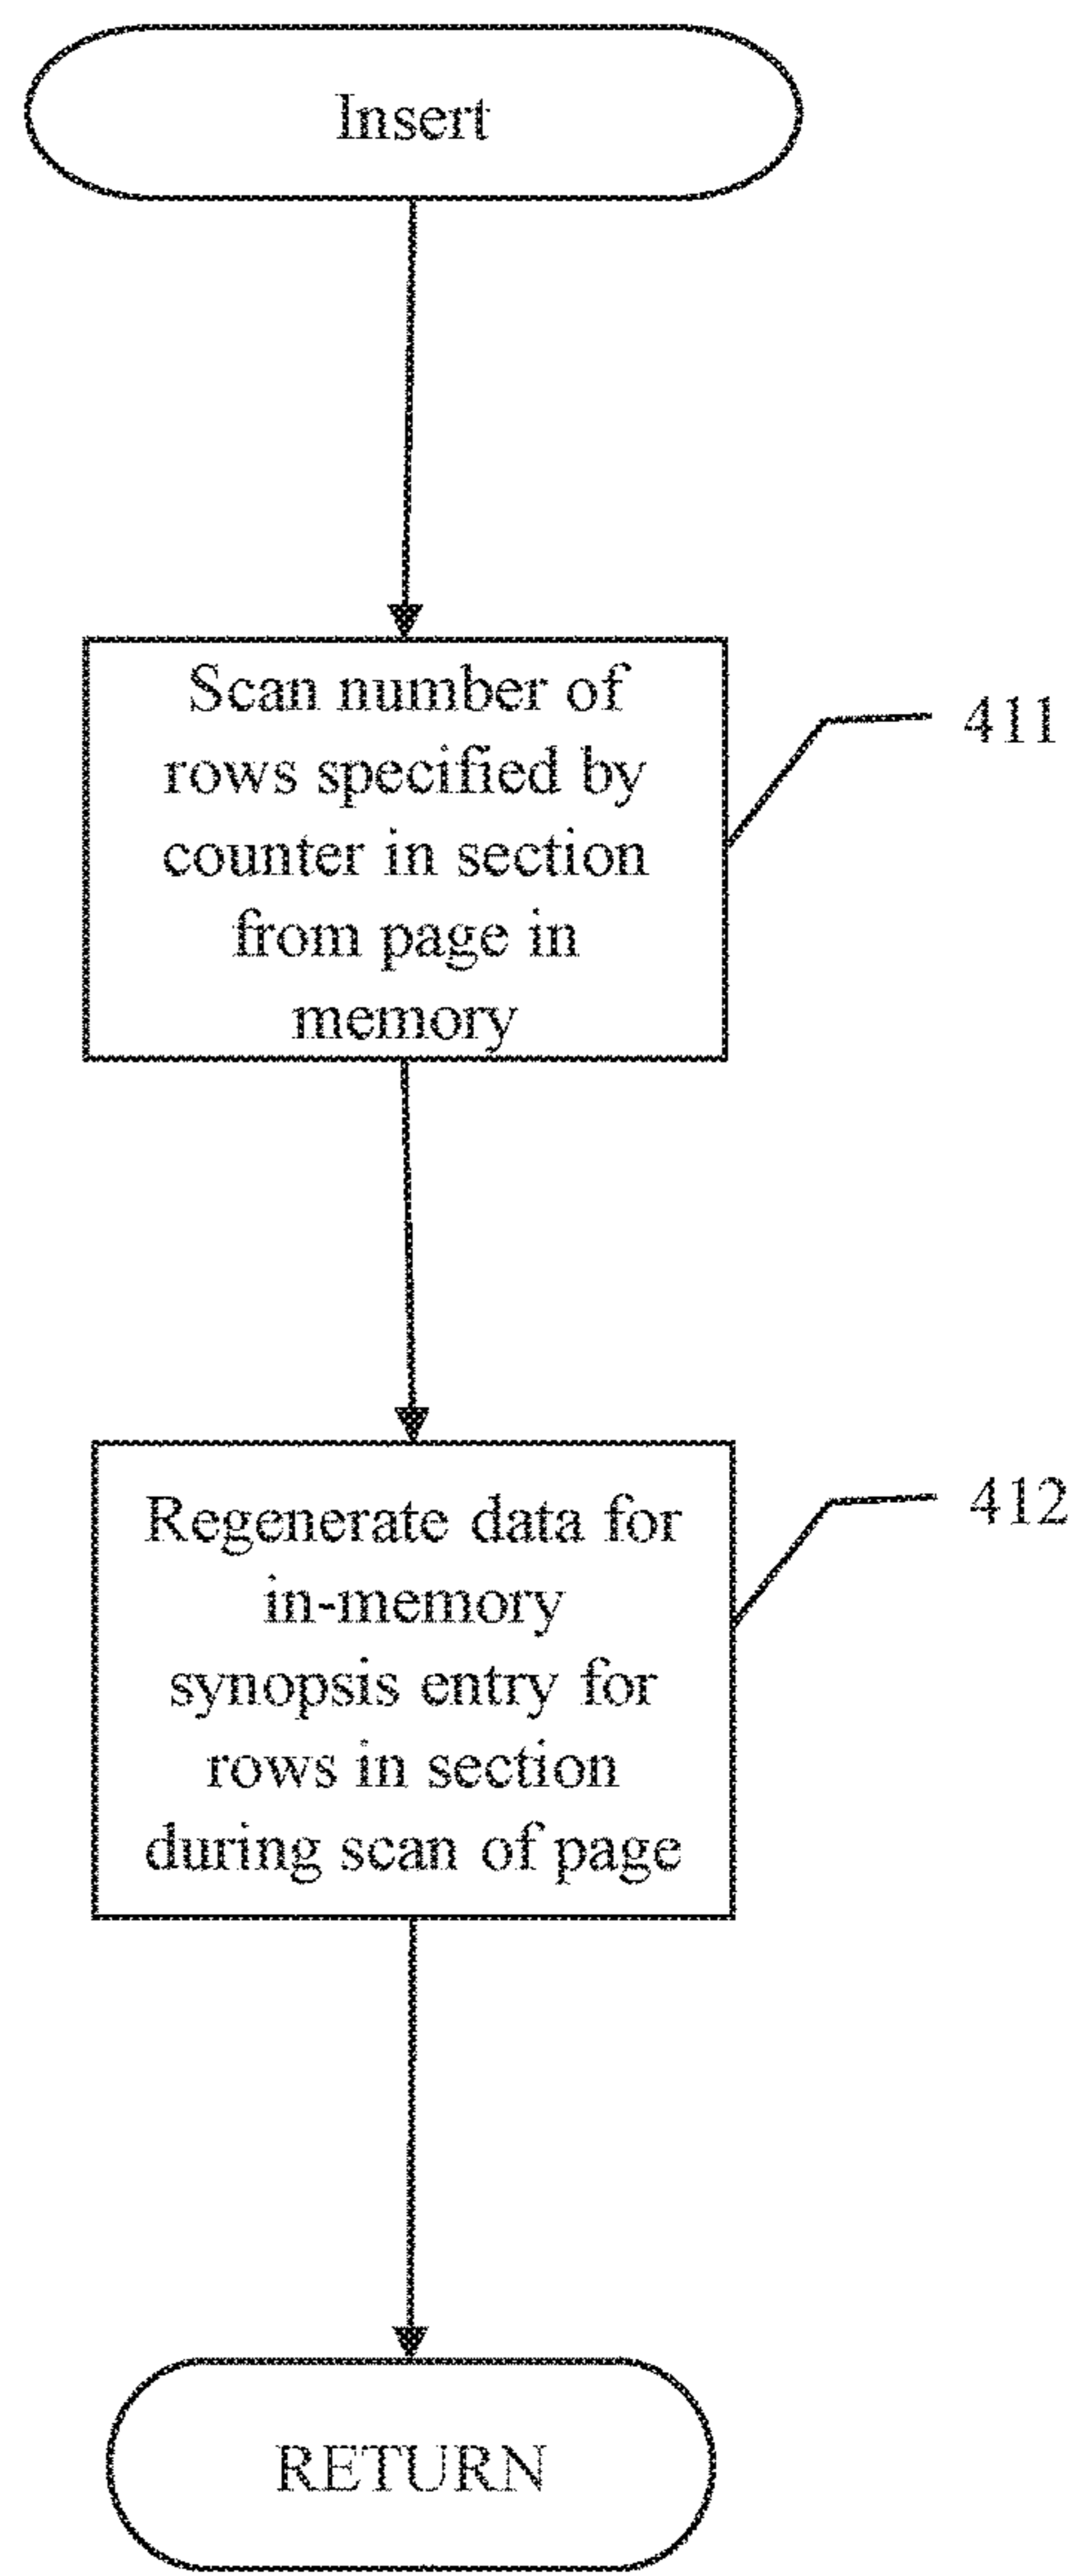 Insert
Scan number of
rows specified by
counter in section
from page in
memory
411
Regenerate data for
in-memory
synopsis entry for
rows in section
during scan of page
412
RETURN